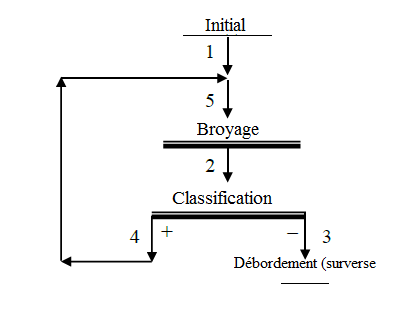 Initial
1
5
Broyage
2
Classification
4 + − 3
Débordement (surverse